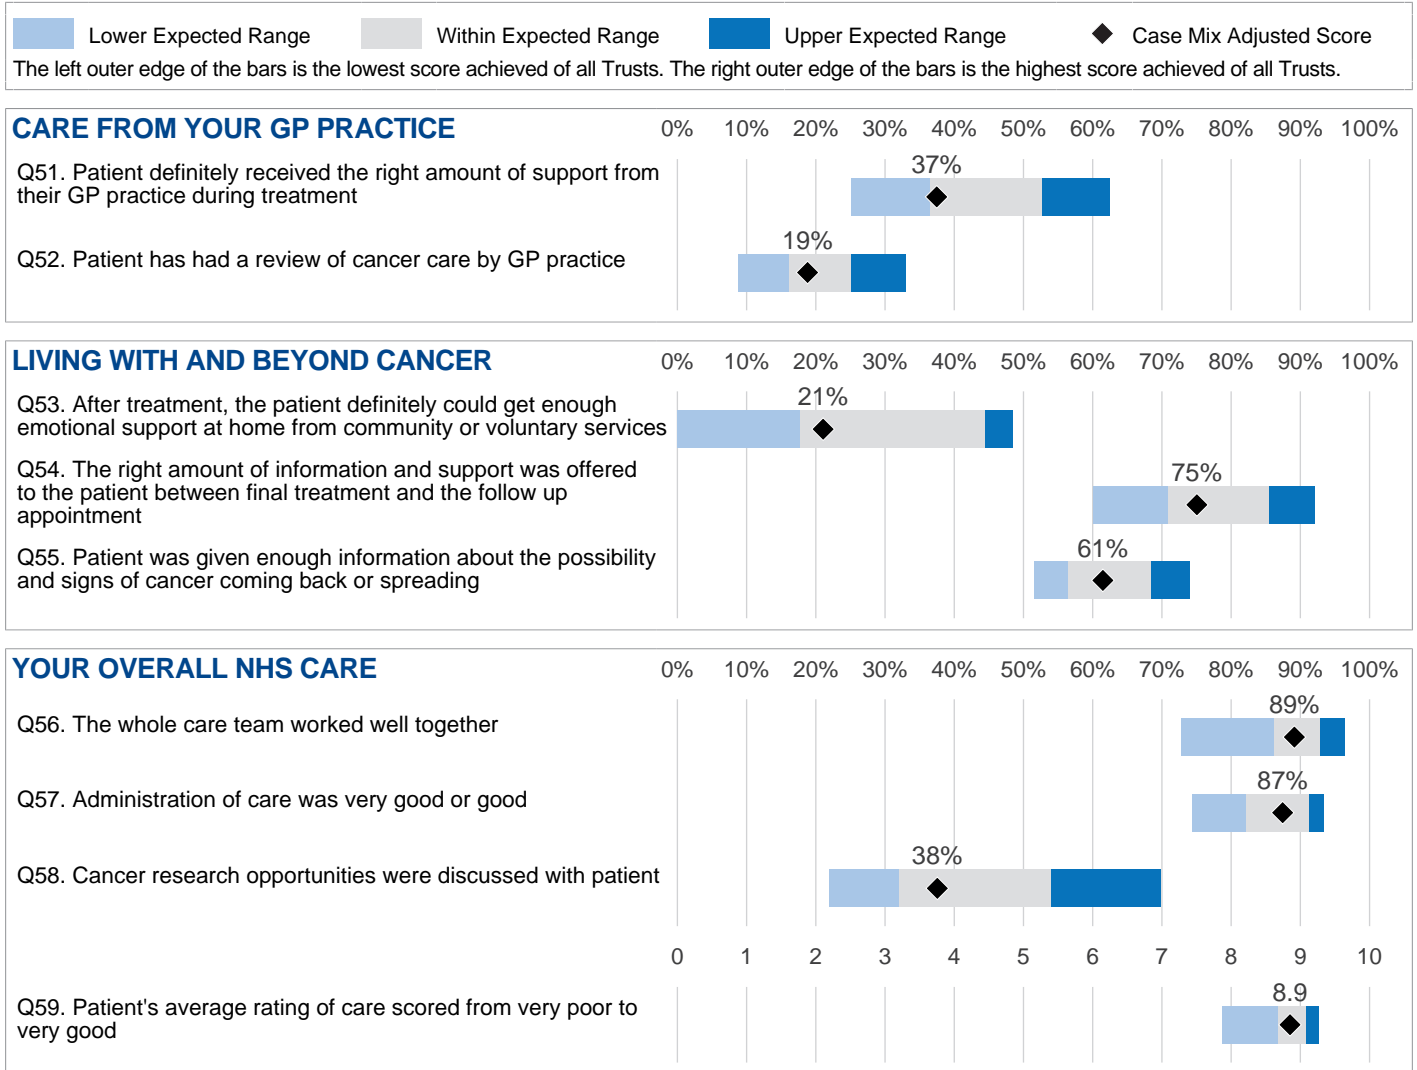 Lower Expected Range Within Expected Range Upper Expected Range Case Mix Adjusted Score
The left outer edge of the bars is the lowest score achieved of all Trusts. The right outer edge of the bars is the highest score achieved of all Trusts.
CARE FROM YOUR GP PRACTICE 0% 10% 20% 30% 40% 50% 60% 70% 80% 90% 100%
37%
Q51. Patient definitely received the right amount of support from
their GP practice during treatment
19%
Q52. Patient has had a review of cancer care by GP practice
LIVING WITH AND BEYOND CANCER 0% 10% 20% 30% 40% 50% 60% 70% 80% 90% 100%
21%
Q53. After treatment, the patient definitely could get enough
emotional support at home from community or voluntary services
75%
Q54. The right amount of information and support was offered
to the patient between final treatment and the follow up
appointment
61%
Q55. Patient was given enough information about the possibility
and signs of cancer coming back or spreading
YOUR OVERALL NHS CARE 0% 10% 20% 30% 40% 50% 60% 70% 80% 90% 100%
89%
Q56. The whole care team worked well together
87%
Q57. Administration of care was very good or good
38%
Q58. Cancer research opportunities were discussed with patient
0 1 2 3 4 5 6 7 8 9 10
8.9
Q59. Patient's average rating of care scored from very poor to
very good